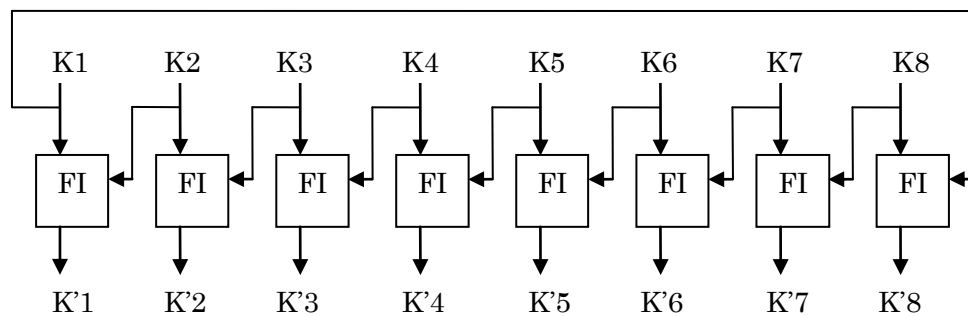 K1 K2 K3 K4 K5 K6 K7 K8
FI FI FI FI FI FI FI FI
K’1 K’2 K’3 K’4 K’5 K’6 K’7 K’8